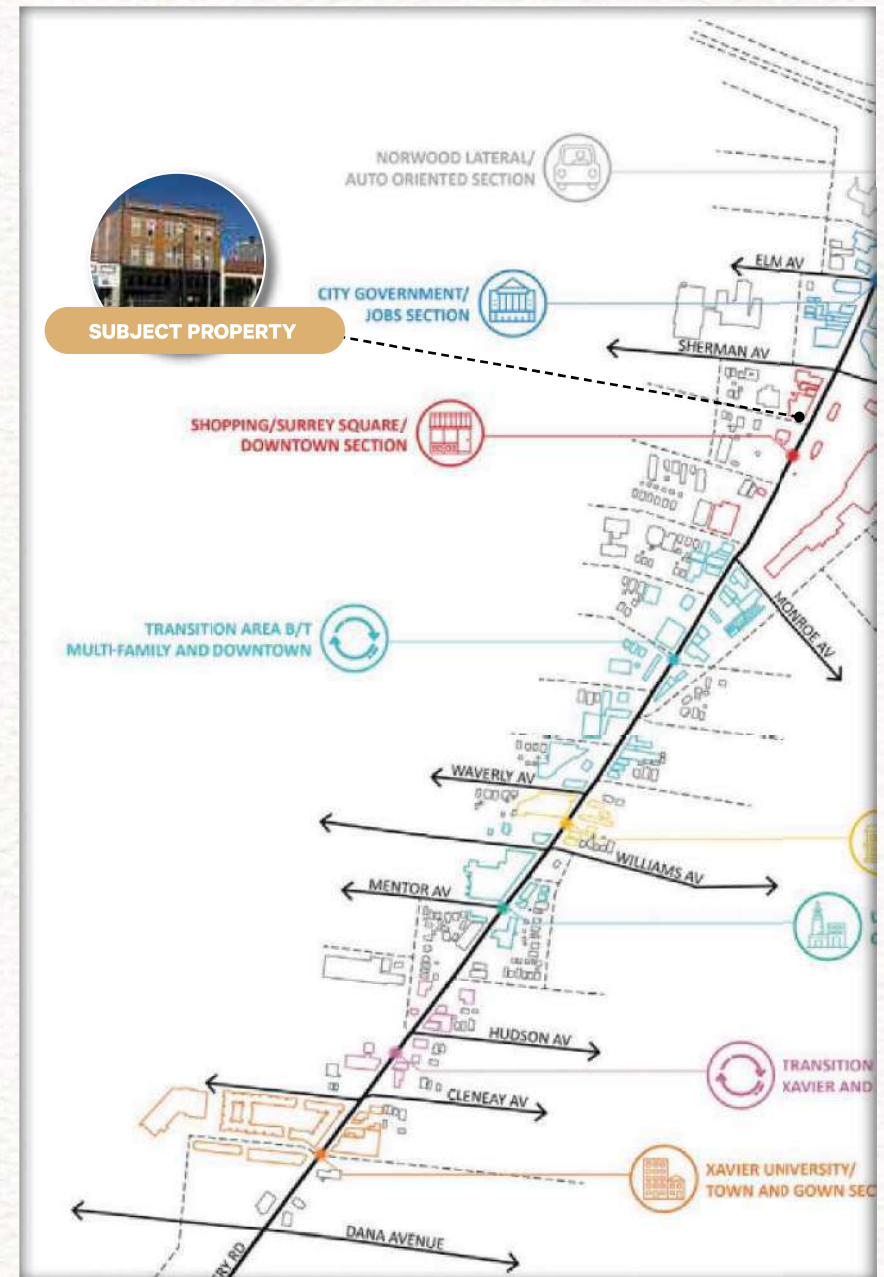 NORWOOD LATERAL/
AUTO ORIENTED SECTION
ELM AV
CITY GOVERNMENT/
JOBS SECTION
SUBJECT PROPERTY
SHERMAN AV
SHOPPING/SURREY SQUARE/
DOWNTOWN SECTION
MONROE AV
TRANSITION AREA B/T
MULTI-FAMILY AND DOWNTOWN
WAVERLY AV
WILLIAMS AV
MENTOR AV
HUDSON AV
TRANSITION
XAVIER AND
CLENEAY AV
XAVIER UNIVERSITY/
TOWN AND GOWN SEC
DANA AVENUE
RY RD